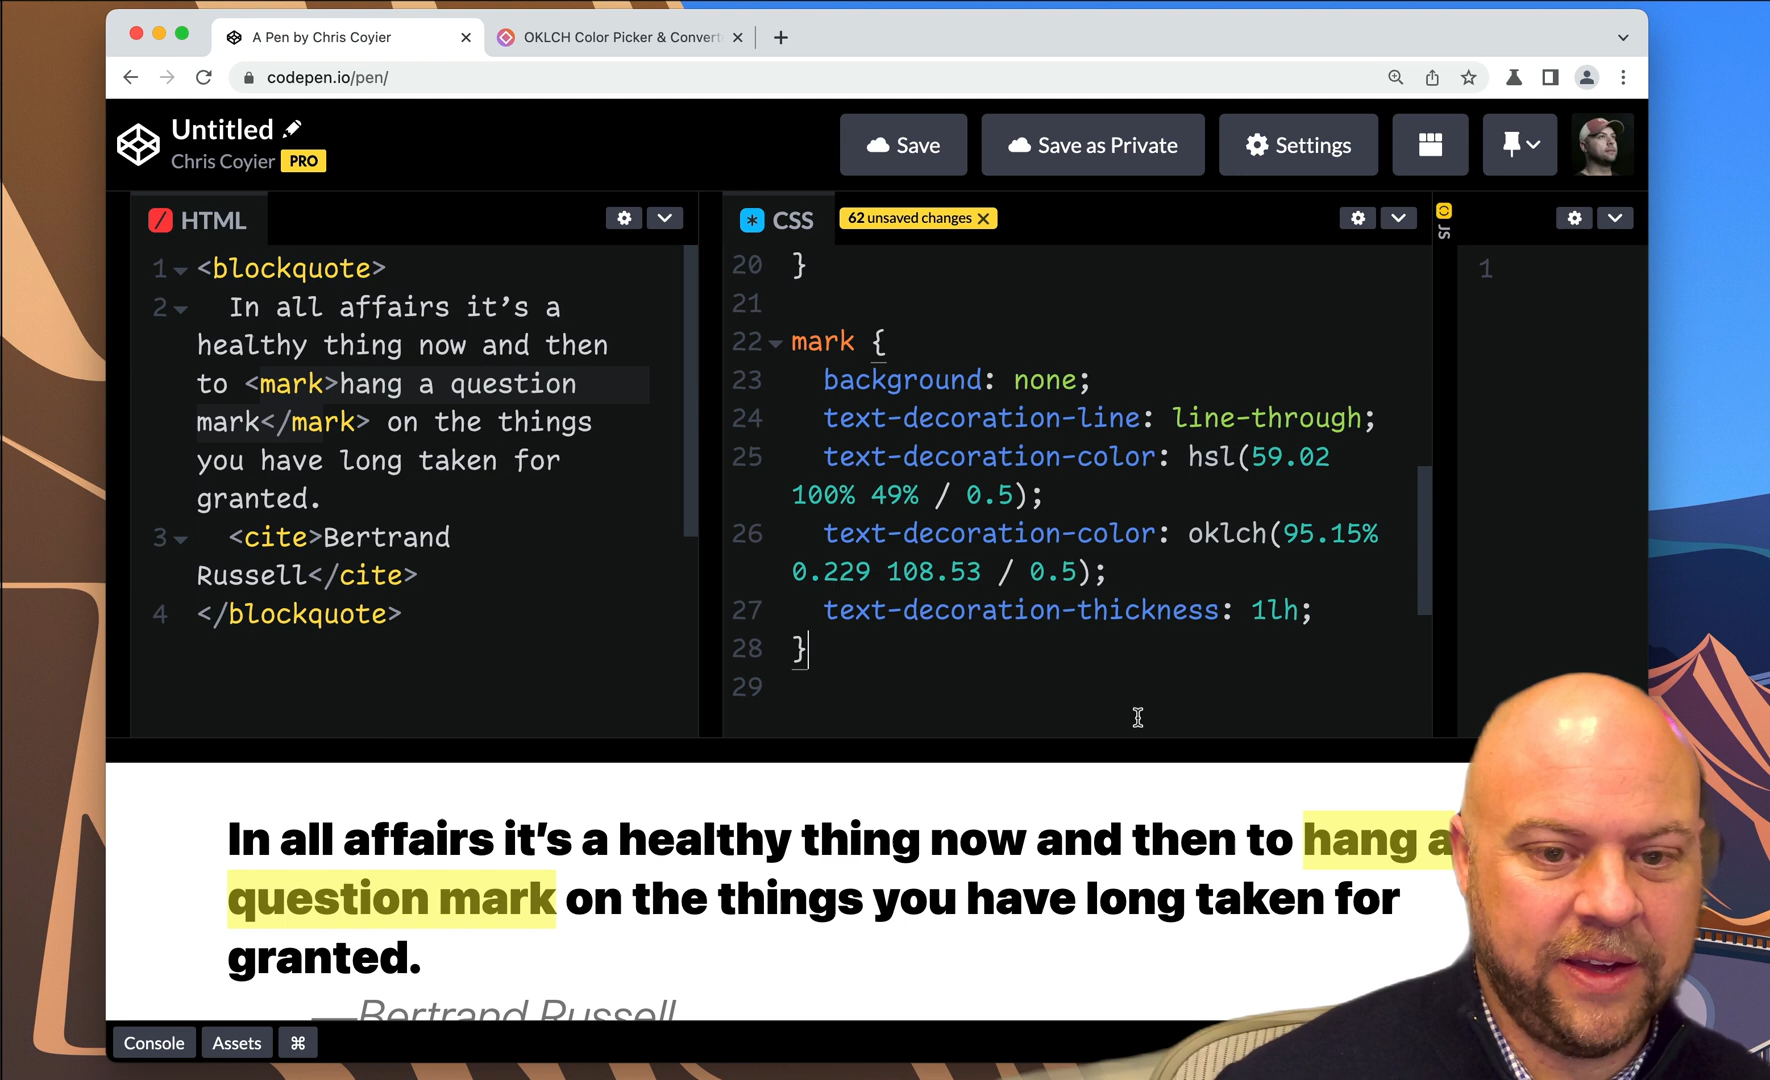 A Pen by Chris Coyier
OKLCH Color Picker & Convert
codepen.io/pen/
Untitled
Chris Coyier PRO
Save
Save as Private
Settings
HTML
1 <blockquote>
2 In all affairs it’s a
healthy thing now and then
to <mark>hang a question
mark</mark> on the things
you have long taken for
granted.
3 <cite>Bertrand
Russell</cite>
4 </blockquote>
CSS 62 unsaved changes
20 }
21
22 mark {
23 background: none;
24 text-decoration-line: line-through;
25 text-decoration-color: hsl(59.02
100% 49% / 0.5);
26 text-decoration-color: oklch(95.15%
0.229 108.53 / 0.5);
27 text-decoration-thickness: 1lh;
28 }
29
JS
1
In all affairs it’s a healthy thing now and then to hang a
question mark on the things you have long taken for
granted.
—Bertrand Russell
Console Assets ⌘